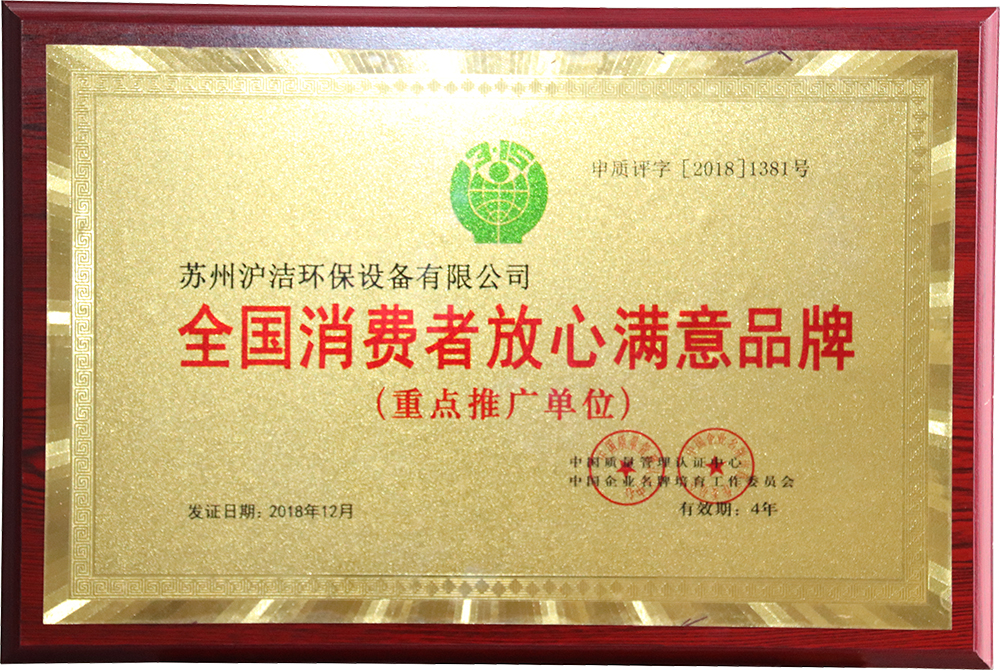 3·15
中质评字［2018］1381号
苏州沪洁环保设备有限公司
全国消费者放心满意品牌
（重点推广单位）
中国质量管理认证中心
中国企业名牌培育工作委员会
发证日期：2018年12月
有效期：4年